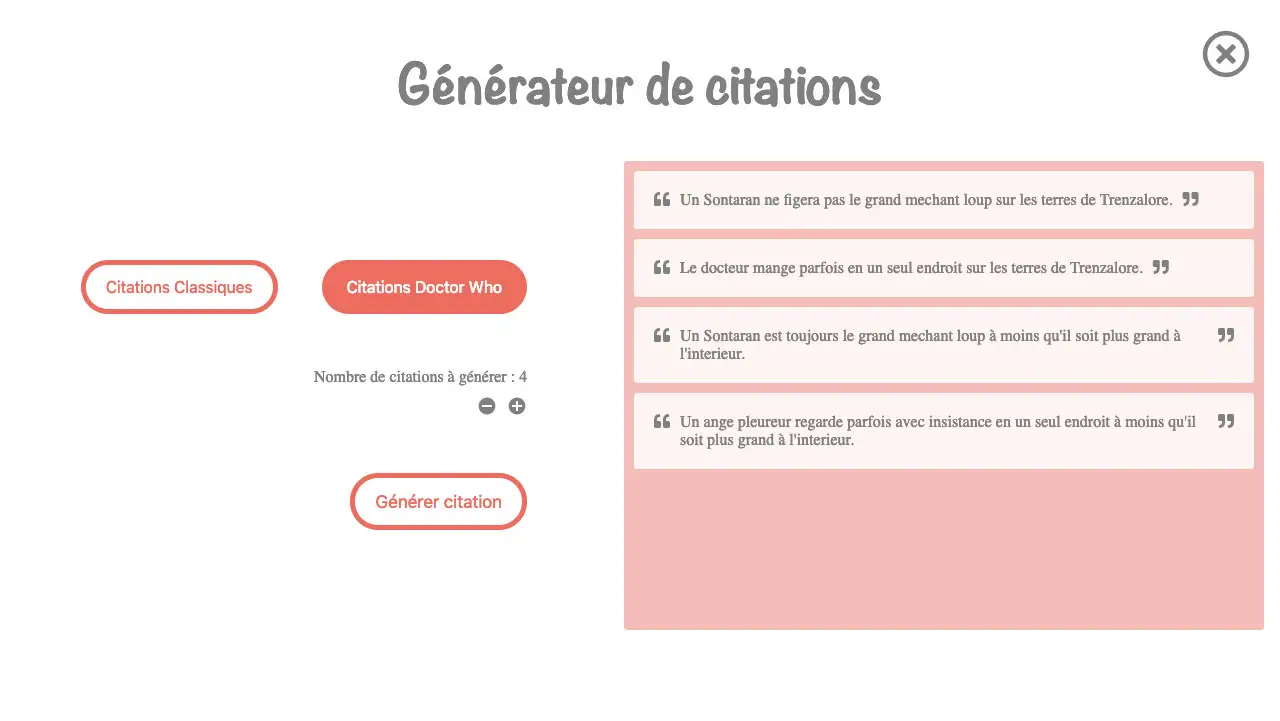 Générateur de citations
Citations Classiques
Citations Doctor Who
Nombre de citations à générer : 4
Générer citation
“ Un Sontaran ne figera pas le grand mechant loup sur les terres de Trenzalore. ”
“ Le docteur mange parfois en un seul endroit sur les terres de Trenzalore. ”
“ Un Sontaran est toujours le grand mechant loup à moins qu'il soit plus grand à
l'interieur. ”
“ Un ange pleureur regarde parfois avec insistance en un seul endroit à moins qu'il
soit plus grand à l'interieur. ”